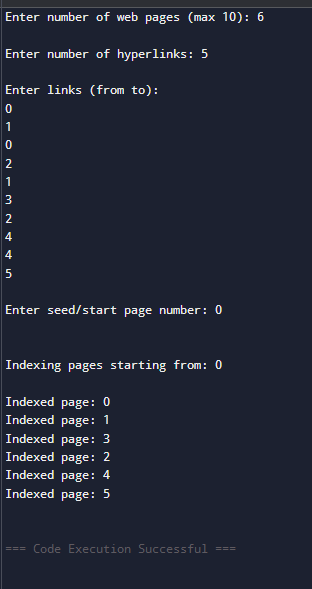 Enter number of web pages (max 10): 6
Enter number of hyperlinks: 5
Enter links (from to):
0
1
0
2
1
3
2
4
4
5
Enter seed/start page number: 0
Indexing pages starting from: 0
Indexed page: 0
Indexed page: 1
Indexed page: 3
Indexed page: 2
Indexed page: 4
Indexed page: 5
=== Code Execution Successful ===